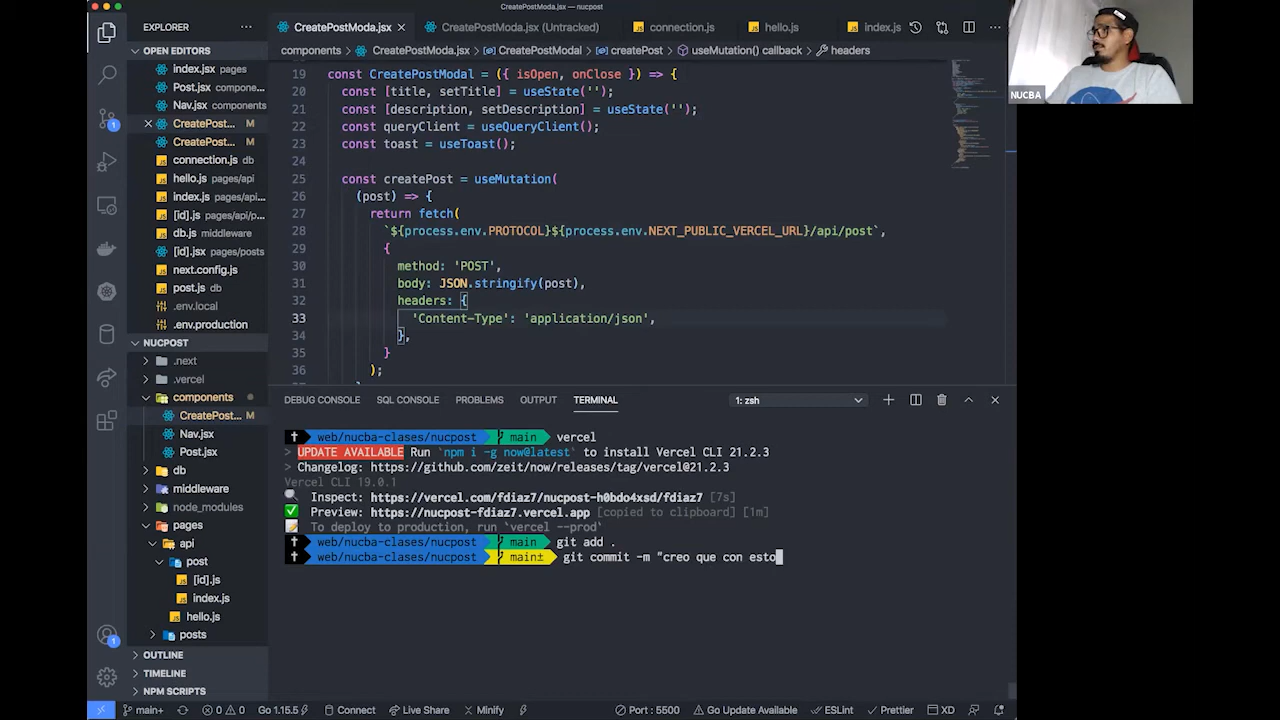 CreatePostModa.jsx — nucpost
EXPLORER
CreatePostModa.jsx
CreatePostModa.jsx (Untracked)
connection.js
hello.js
index.js
OPEN EDITORS
components > CreatePostModa.jsx > CreatePostModal > createPost > useMutation() callback > headers
index.jsx pages
Post.jsx compone...
Nav.jsx components
CreatePost... M
CreatePost... M
connection.js db
hello.js pages/api
index.js pages/api...
[id].js pages/api/p...
db.js middleware
[id].jsx pages/posts
next.config.js
post.js db
.env.local
.env.production
NUCPOST
.next
.vercel
components
CreatePost... M
Nav.jsx
Post.jsx
db
middleware
node_modules
pages
api
post
[id].js
index.js
hello.js
posts
OUTLINE
TIMELINE
NPM SCRIPTS
19 const CreatePostModal = ({ isOpen, onClose }) => {
20 const [title, setTitle] = useState('');
21 const [decription, setDescription] = useState('');
22 const queryClient = useQueryClient();
23 const toast = useToast();
24
25 const createPost = useMutation(
26 (post) => {
27 return fetch(
28 `${process.env.PROTOCOL}${process.env.NEXT_PUBLIC_VERCEL_URL}/api/post`,
{
30 method: 'POST',
31 body: JSON.stringify(post),
32 headers: {
33 'Content-Type': 'application/json',
34 },
35 }
36 );
DEBUG CONSOLE SQL CONSOLE PROBLEMS OUTPUT TERMINAL 1: zsh
web/nucba-clases/nucpost main vercel
> UPDATE AVAILABLE Run `npm i -g now@latest` to install Vercel CLI 21.2.3
> Changelog: https://github.com/zeit/now/releases/tag/vercel@21.2.3
Vercel CLI 19.0.1
Inspect: https://vercel.com/fdiaz7/nucpost-h0bdo4xsd/fdiaz7 [7s]
Preview: https://nucpost-fdiaz7.vercel.app [copied to clipboard] [1m]
To deploy to production, run `vercel --prod`
web/nucba-clases/nucpost main git add .
web/nucba-clases/nucpost main± git commit -m "creo que con esto
main+ 0 0 Go 1.15.5 Connect Live Share Minify Port : 5500 Go Available ESLint Prettier XD
NUCBA